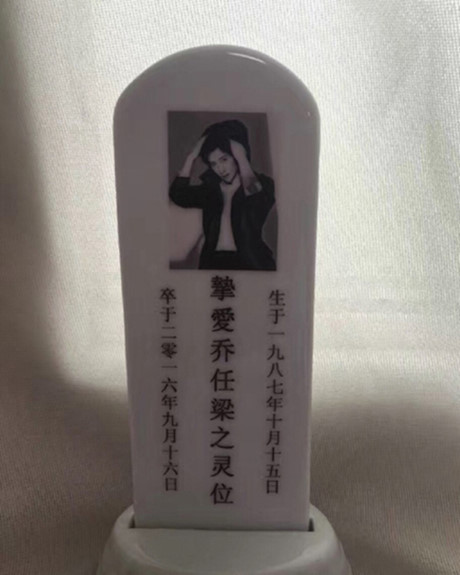 生于一九八七年十月十五日
摯愛乔任梁之灵位
卒于二零一六年九月十六日